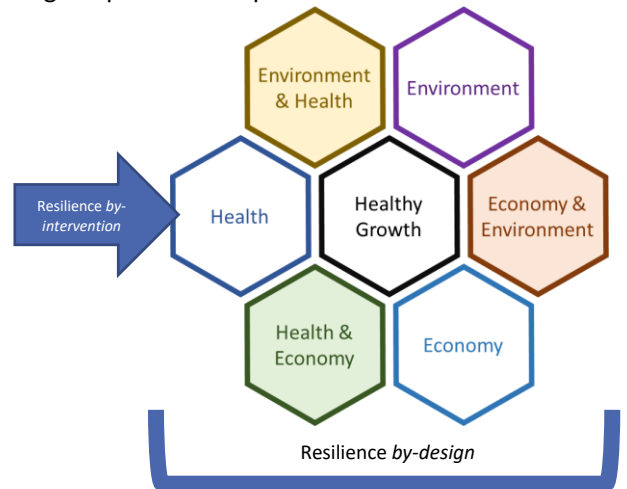 Environment
& Health
Environment
Resilience by-
intervention
Health
Healthy
Growth
Economy &
Environment
Health &
Economy
Economy
Resilience by-design